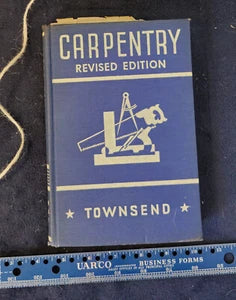 CARPENTRY
REVISED EDITION
TOWNSEND
UARCO BUSINESS FORMS